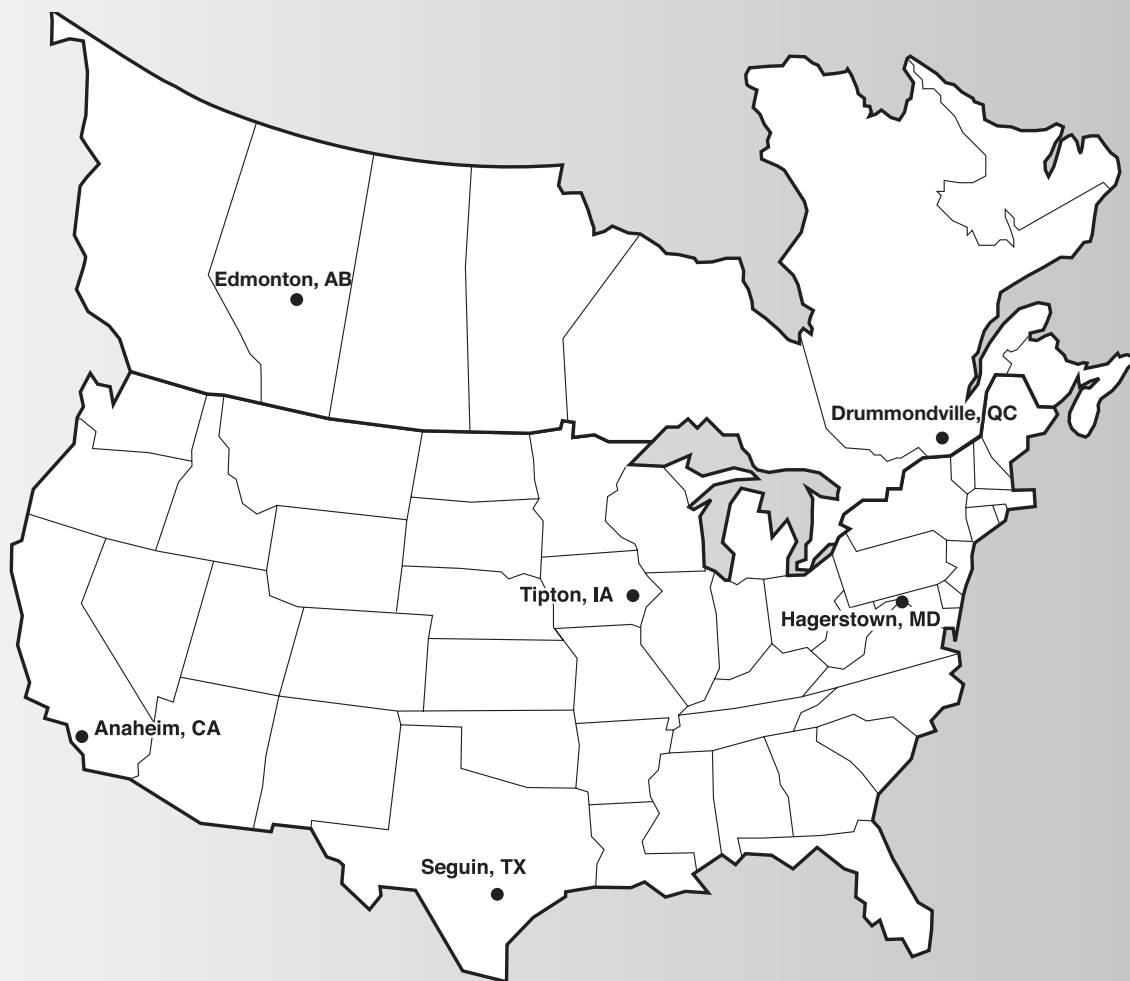 Edmonton, AB
Drummondville, QC
Tipton, IA
Hagerstown, MD
Anaheim, CA
Seguin, TX